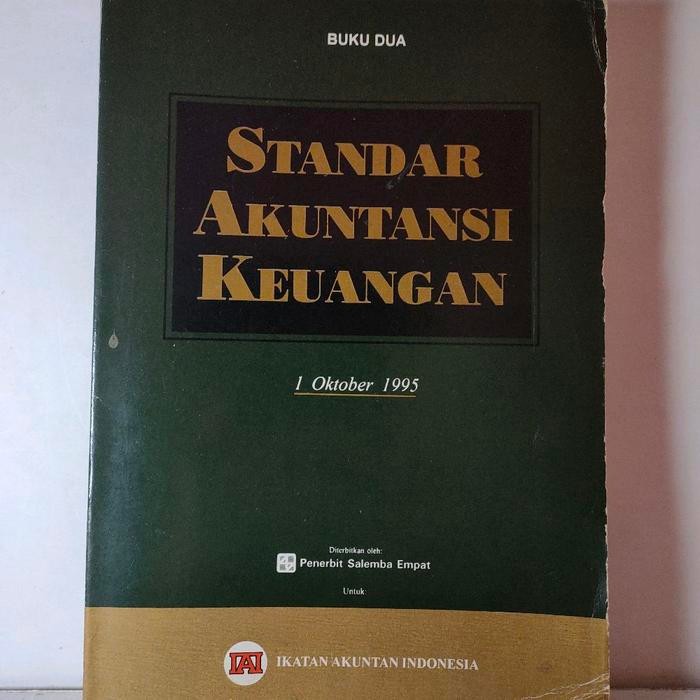 BUKU DUA
STANDAR
AKUNTANSI
KEUANGAN
1 Oktober 1995
Diterbitkan oleh:
Penerbit Salemba Empat
Untuk:
IAI IKATAN AKUNTAN INDONESIA